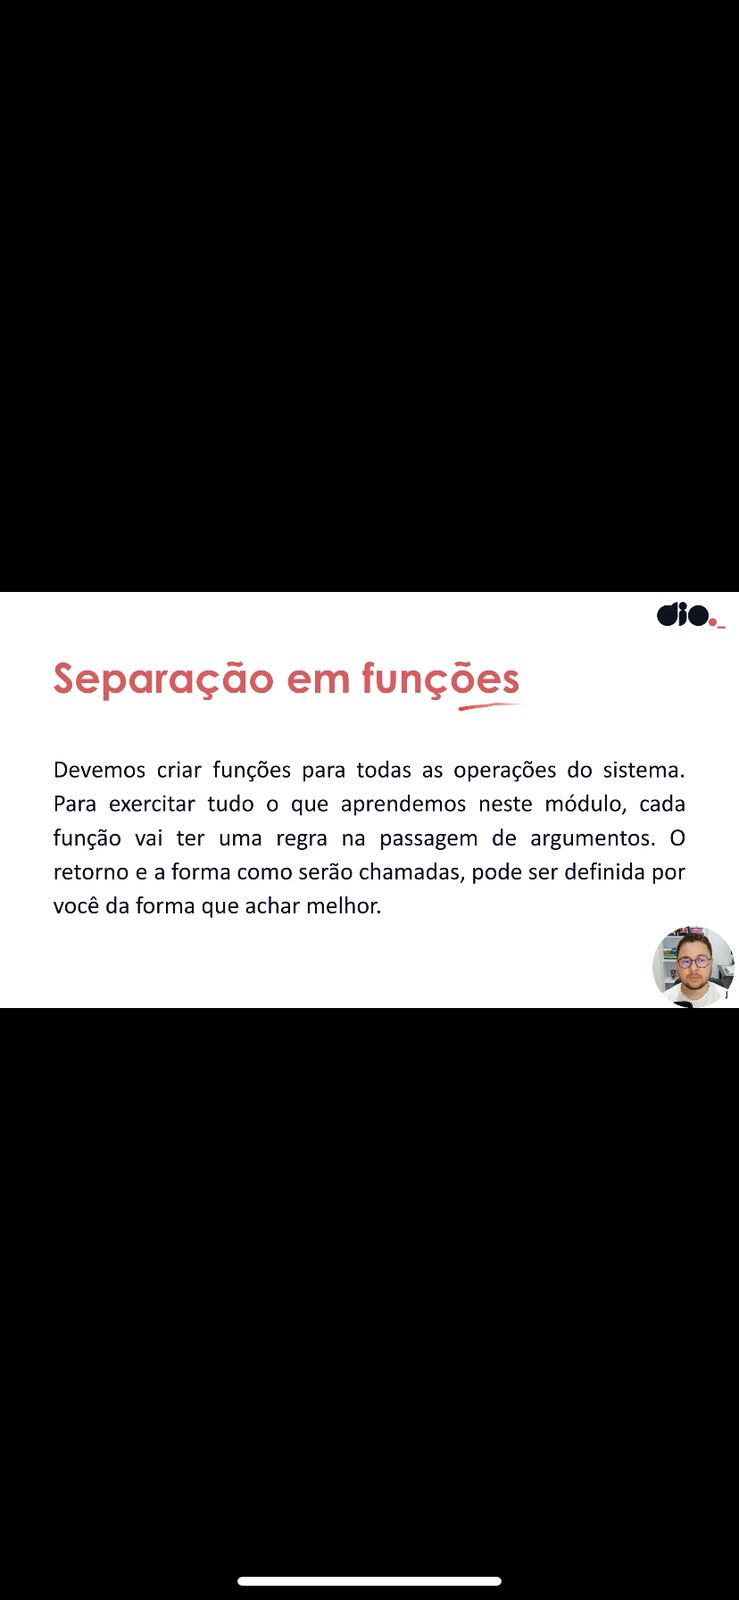 dio._
Separação em funções
Devemos criar funções para todas as operações do sistema.
Para exercitar tudo o que aprendemos neste módulo, cada
função vai ter uma regra na passagem de argumentos. O
retorno e a forma como serão chamadas, pode ser definida por
você da forma que achar melhor.